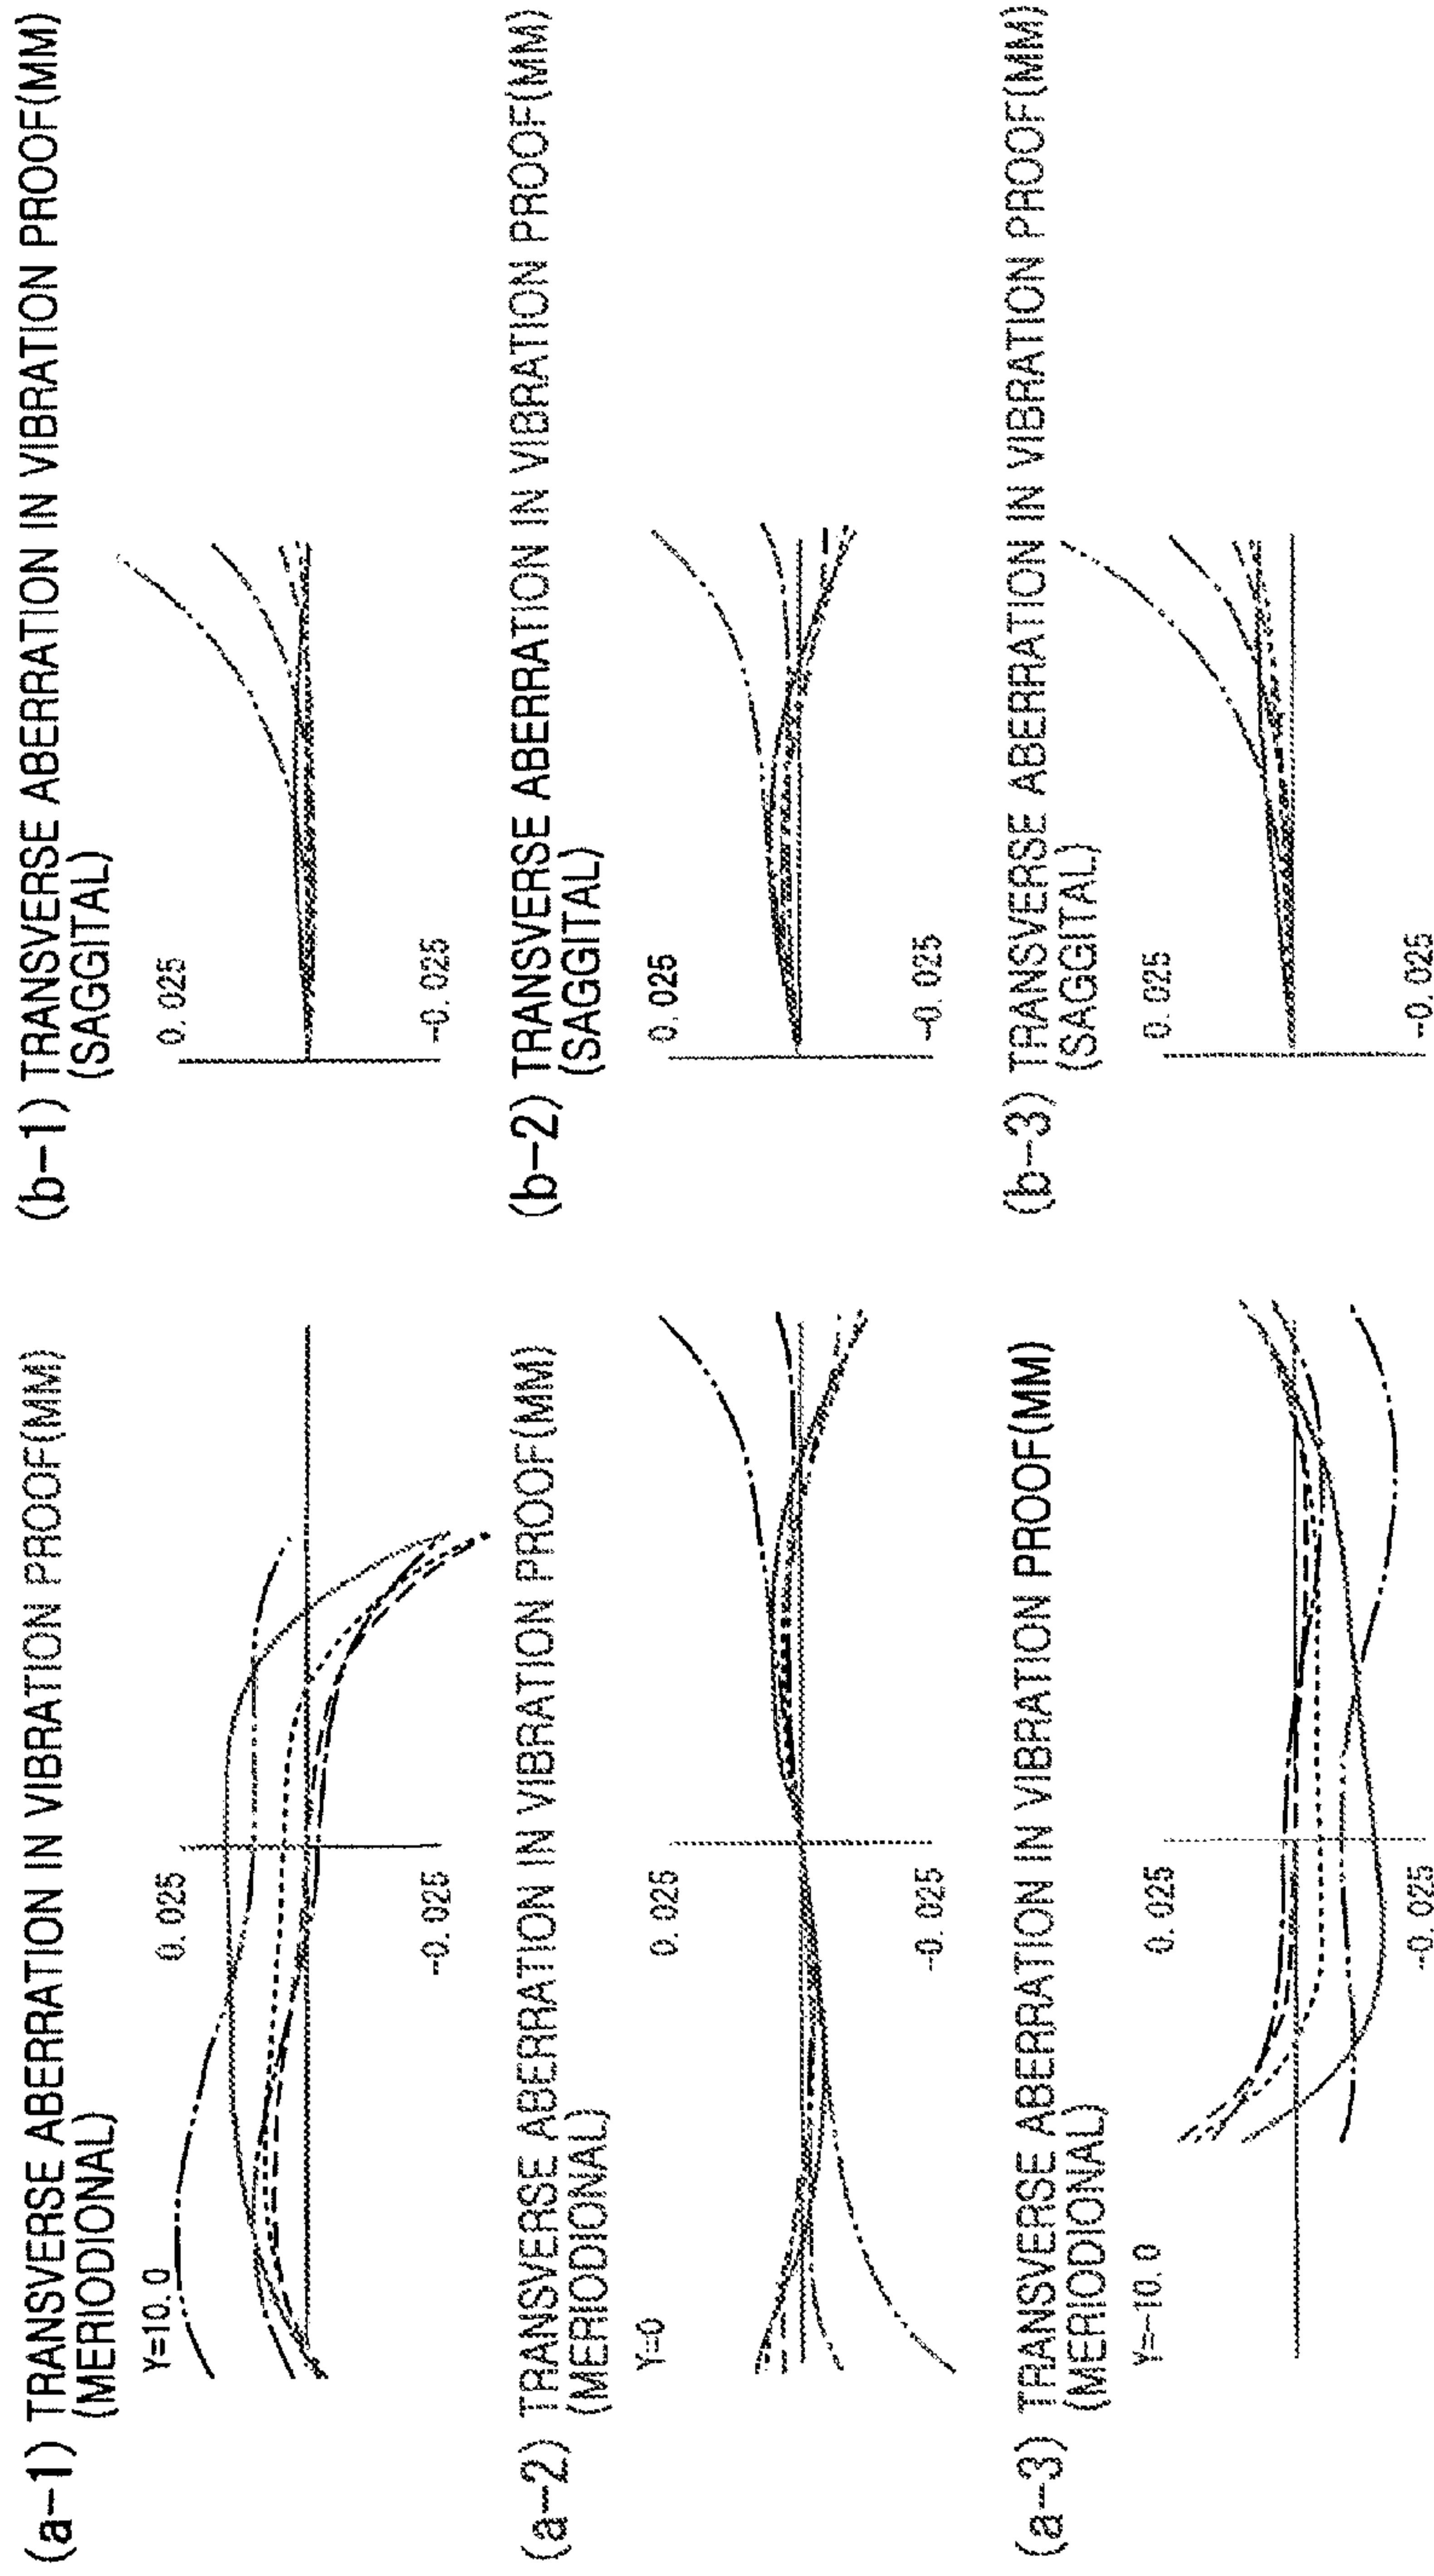 (a-1) TRANSVERSE ABERRATION IN VIBRATION PROOF(MM)
(MERIODIONAL)
Y=10.0
0.025
-0.025
(b-1) TRANSVERSE ABERRATION IN VIBRATION PROOF(MM)
(SAGGITAL)
0.025
-0.025
(a-2) TRANSVERSE ABERRATION IN VIBRATION PROOF(MM)
(MERIDIONAL)
Y=0
0.025
-0.025
(b-2) TRANSVERSE ABERRATION IN VIBRATION PROOF(MM)
(SAGGITAL)
0.025
-0.025
(a-3) TRANSVERSE ABERRATION IN VIBRATION PROOF(MM)
(MERIDIONAL)
Y=-10.0
0.025
-0.025
(b-3) TRANSVERSE ABERRATION IN VIBRATION PROOF(MM)
(SAGGITAL)
0.025
-0.025